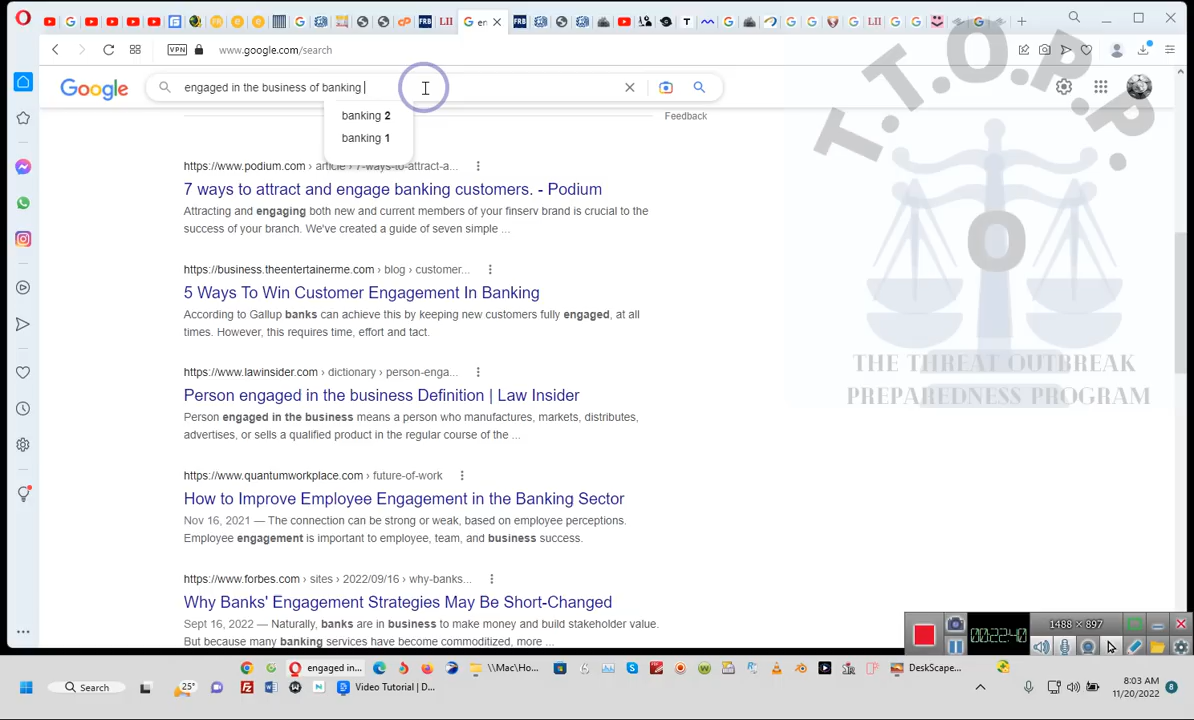 VPN
www.google.com/search
Google
engaged in the business of banking
banking 2
banking 1
Feedback
https://www.podium.com › article › 7-ways-to-attract-a...
7 ways to attract and engage banking customers. - Podium
Attracting and engaging both new and current members of your finserv brand is crucial to the
success of your branch. We've created a guide of seven simple ...
https://business.theentertainerme.com › blog › customer...
5 Ways To Win Customer Engagement In Banking
According to Gallup banks can achieve this by keeping new customers fully engaged, at all
times. However, this requires time, effort and tact.
https://www.lawinsider.com › dictionary › person-enga...
Person engaged in the business Definition | Law Insider
Person engaged in the business means a person who manufactures, markets, distributes,
advertises, or sells a qualified product in the regular course of the ...
https://www.quantumworkplace.com › future-of-work
How to Improve Employee Engagement in the Banking Sector
Nov 16, 2021 — The connection can be strong or weak, based on employee perceptions.
Employee engagement is important to employee, team, and business success.
https://www.forbes.com › sites › 2022/09/16 › why-banks...
Why Banks' Engagement Strategies May Be Short-Changed
Sept 16, 2022 — Naturally, banks are in business to make money and build stakeholder value.
But because many banking services have become commoditized, more ...
T.T.O.P.P.
O
THE THREAT OUTBREAK
PREPAREDNESS PROGRAM
1488 × 897
00:22:40
engaged in...
\\Mac\Ho...
DeskScape...
Search
25°
Video Tutorial | D...
8:03 AM
11/20/2022
8